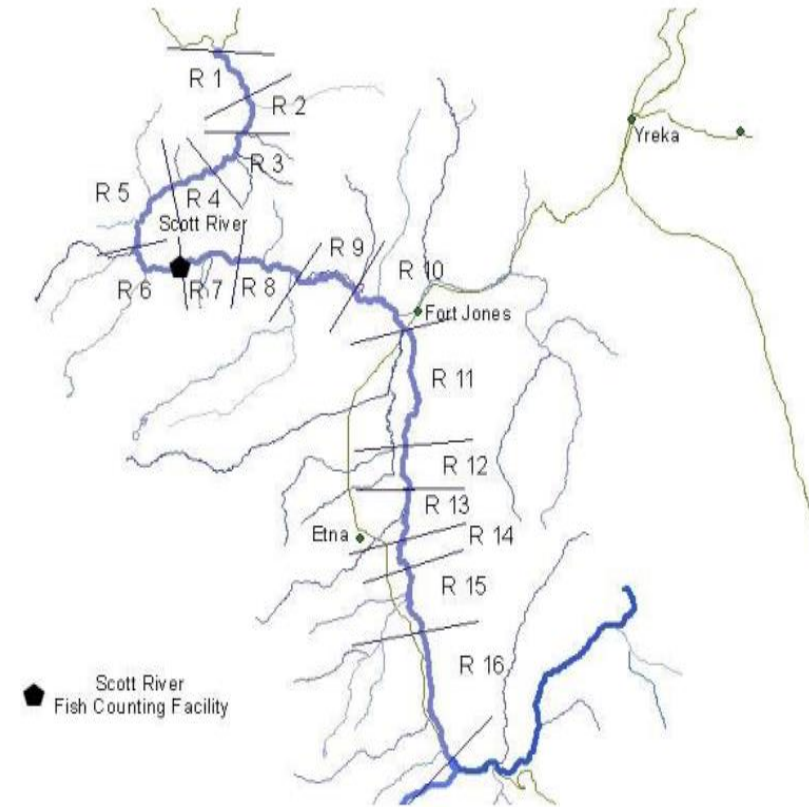 R 1
R 2
R 3
R 4
R 5
Scott River
R 6
R 7
R 8
R 9
R 10
Yreka
Fort Jones
R 11
R 12
R 13
Etna
R 14
R 15
R 16
Scott River
Fish Counting Facility